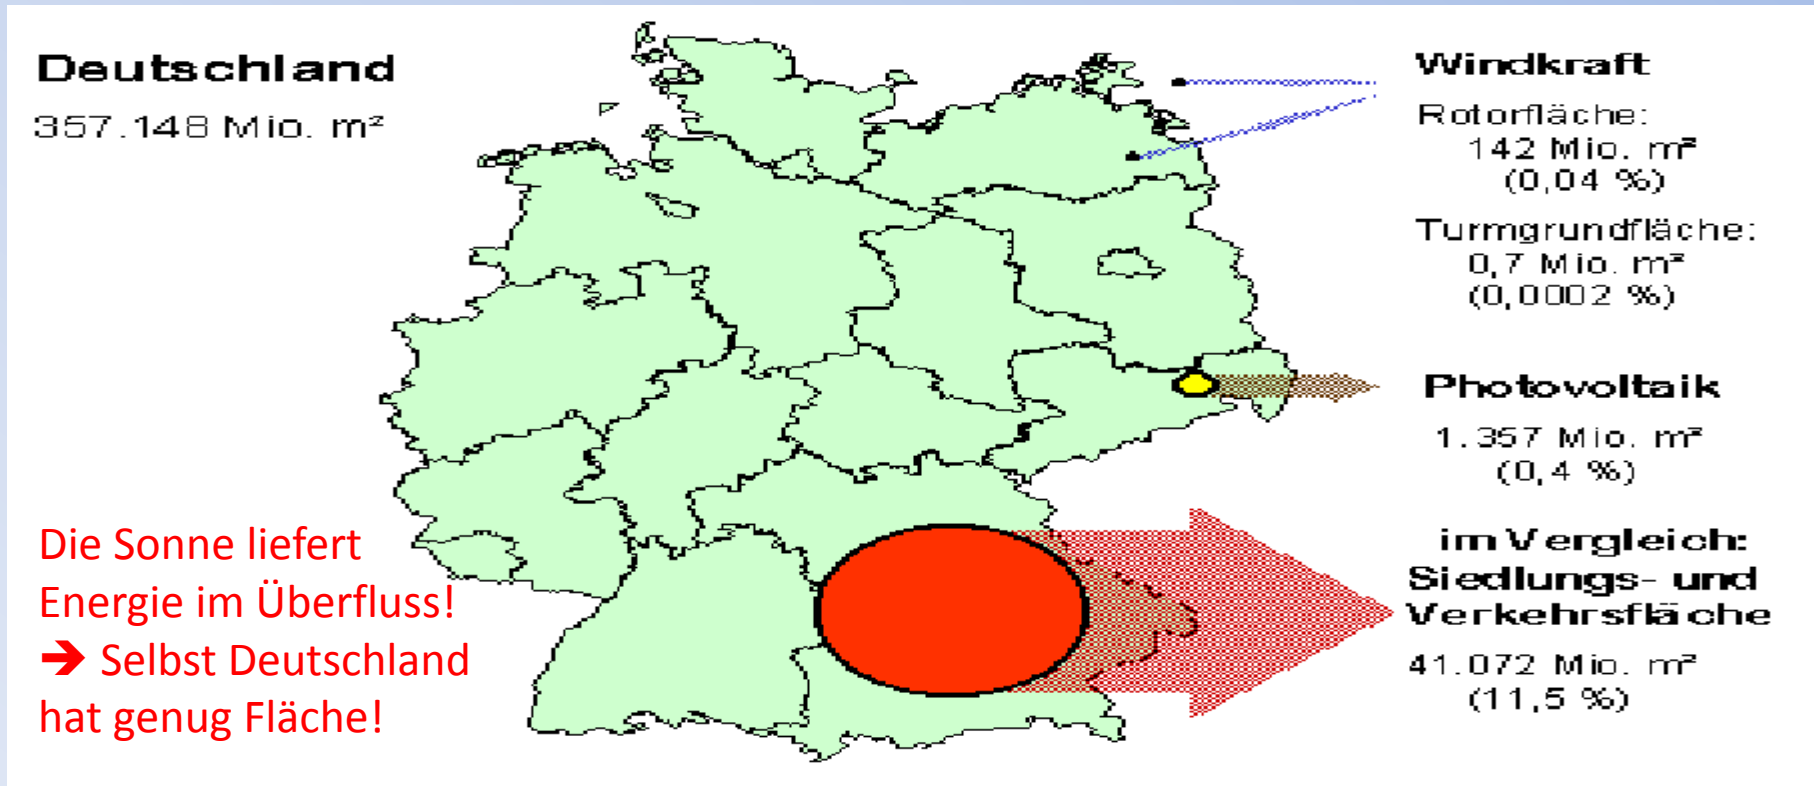 Deutschland
357.148 Mio. m²
Windkraft
Rotorfläche:
142 Mio. m²
(0,04 %)
Turmgrundfläche:
0,7 Mio. m²
(0,0002 %)
Photovoltaik
1.357 Mio. m²
(0,4 %)
im Vergleich:
Siedlungs- und
Verkehrsfläche
41.072 Mio. m²
(11,5 %)
Die Sonne liefert
Energie im Überfluss!
➔ Selbst Deutschland
hat genug Fläche!